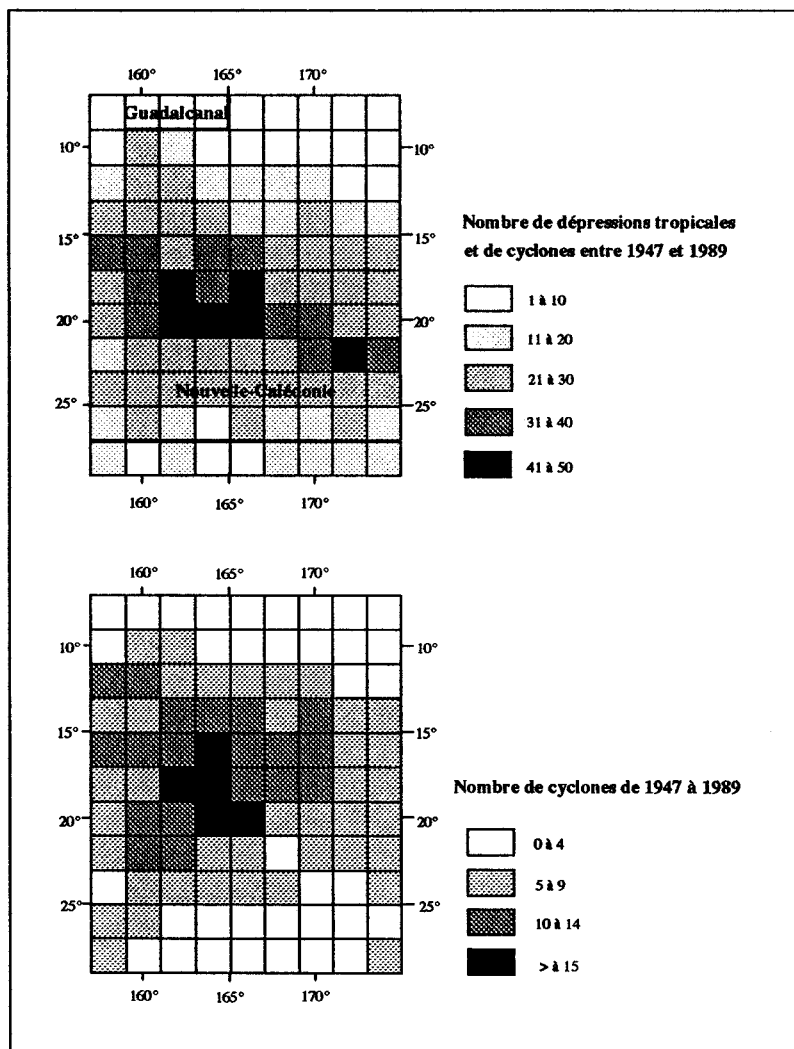 160° 165° 170°
Guadalcanal
10° 10°
15° 15°
20° 20°
Nouvelle-Calédonie
25° 25°
160° 165° 170°
Nombre de dépressions tropicales
et de cyclones entre 1947 et 1989
1 à 10
11 à 20
21 à 30
31 à 40
41 à 50
160° 165° 170°
10° 10°
15° 15°
20° 20°
25° 25°
160° 165° 170°
Nombre de cyclones de 1947 à 1989
0 à 4
5 à 9
10 à 14
> à 15